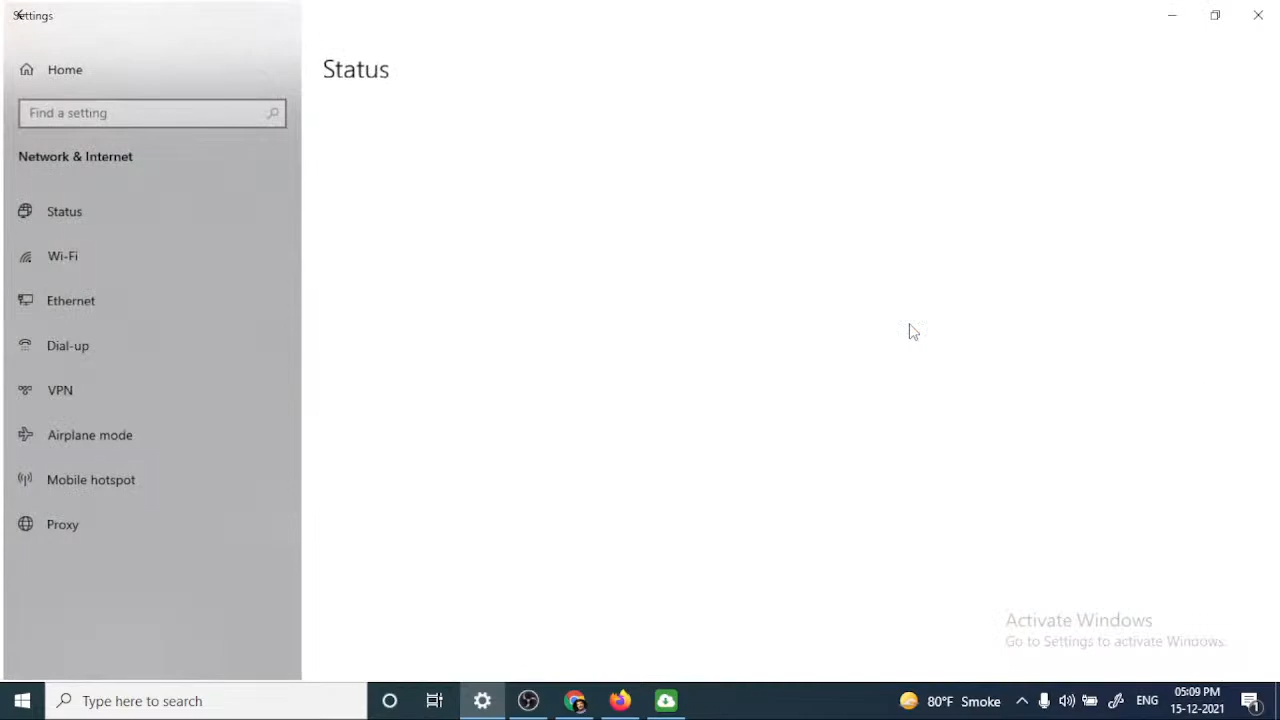 Settings
Home
Find a setting
Network & Internet
Status
Wi-Fi
Ethernet
Dial-up
VPN
Airplane mode
Mobile hotspot
Proxy
Status
Activate Windows
Go to Settings to activate Windows.
Type here to search
80°F Smoke
ENG
05:09 PM
15-12-2021
1